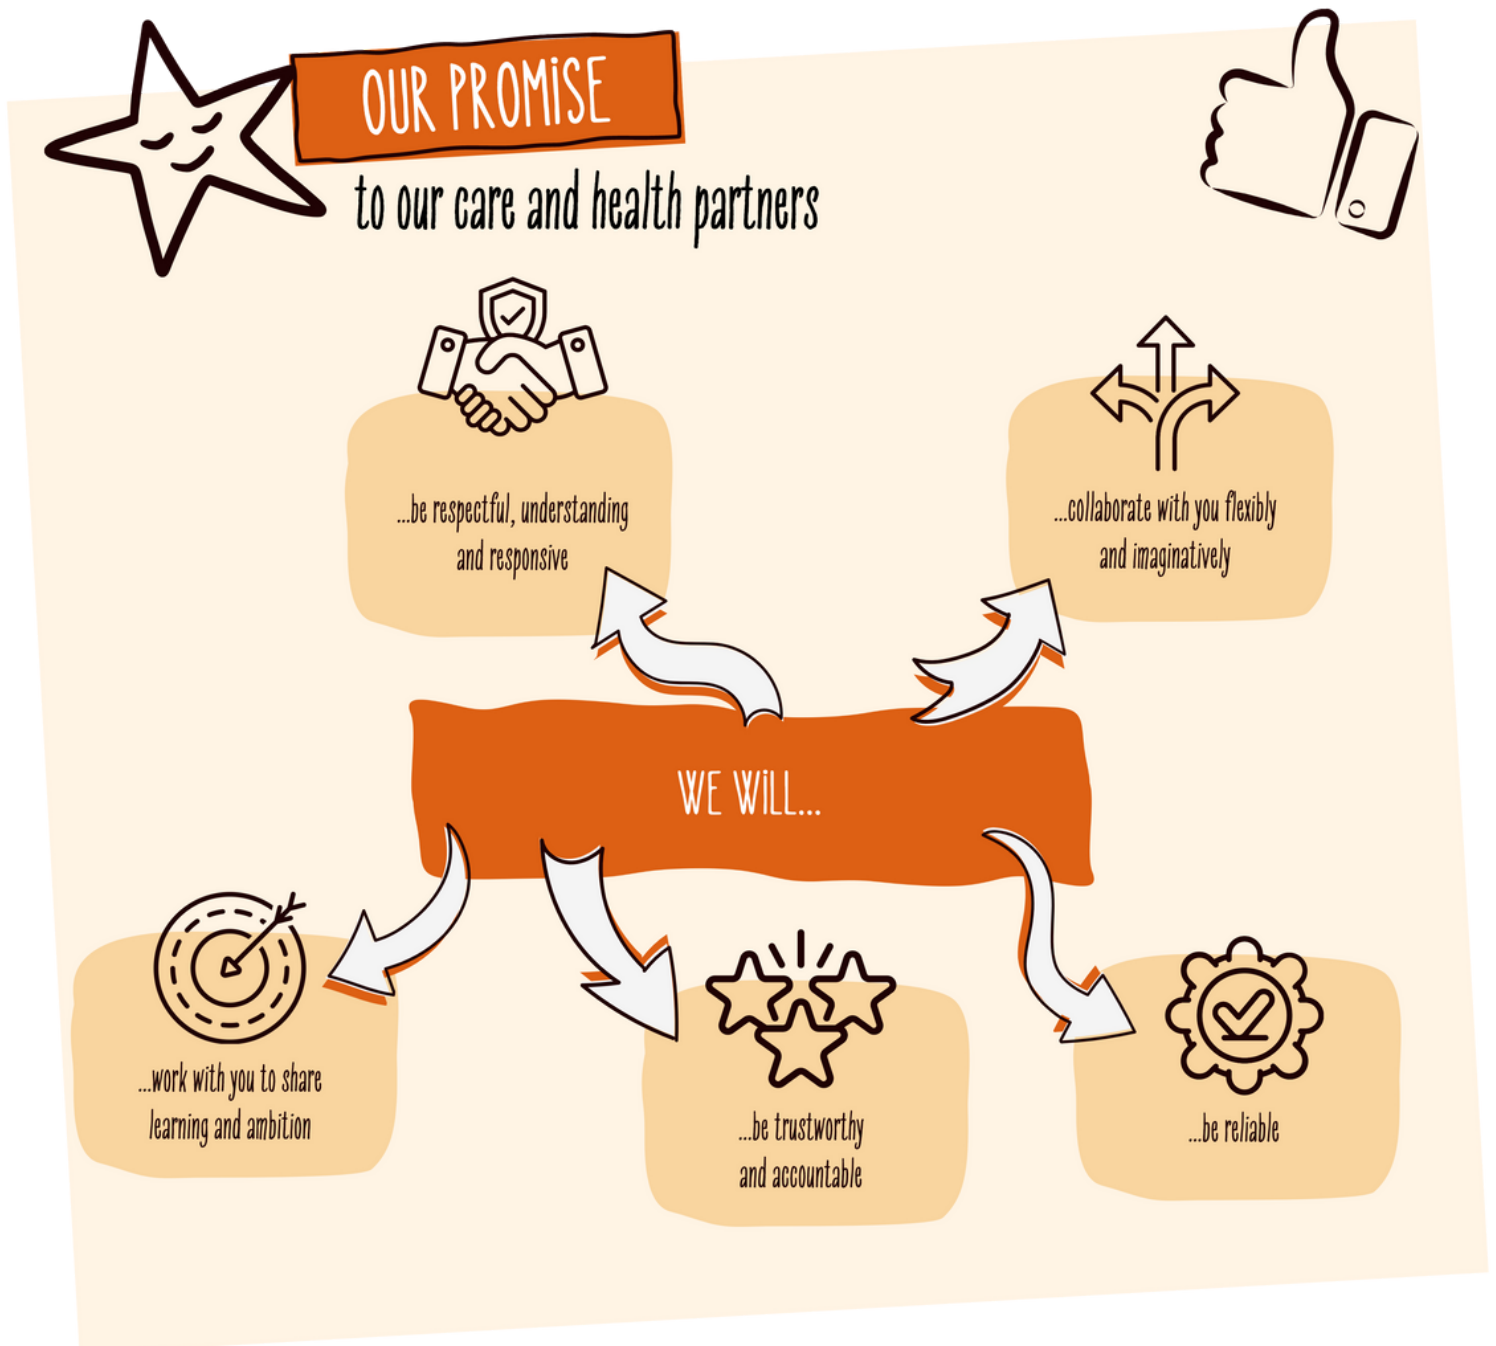 OUR PROMISE
to our care and health partners
...be respectful, understanding
and responsive
...collaborate with you flexibly
and imaginatively
WE WILL...
...work with you to share
learning and ambition
...be trustworthy
and accountable
...be reliable